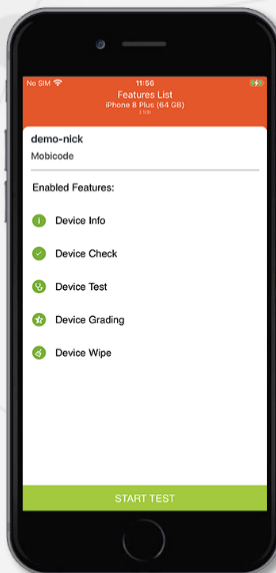 No SIM 11:56
Features List
iPhone 8 Plus (64 GB)
demo-nick
Mobicode
Enabled Features:
Device Info
Device Check
Device Test
Device Grading
Device Wipe
START TEST